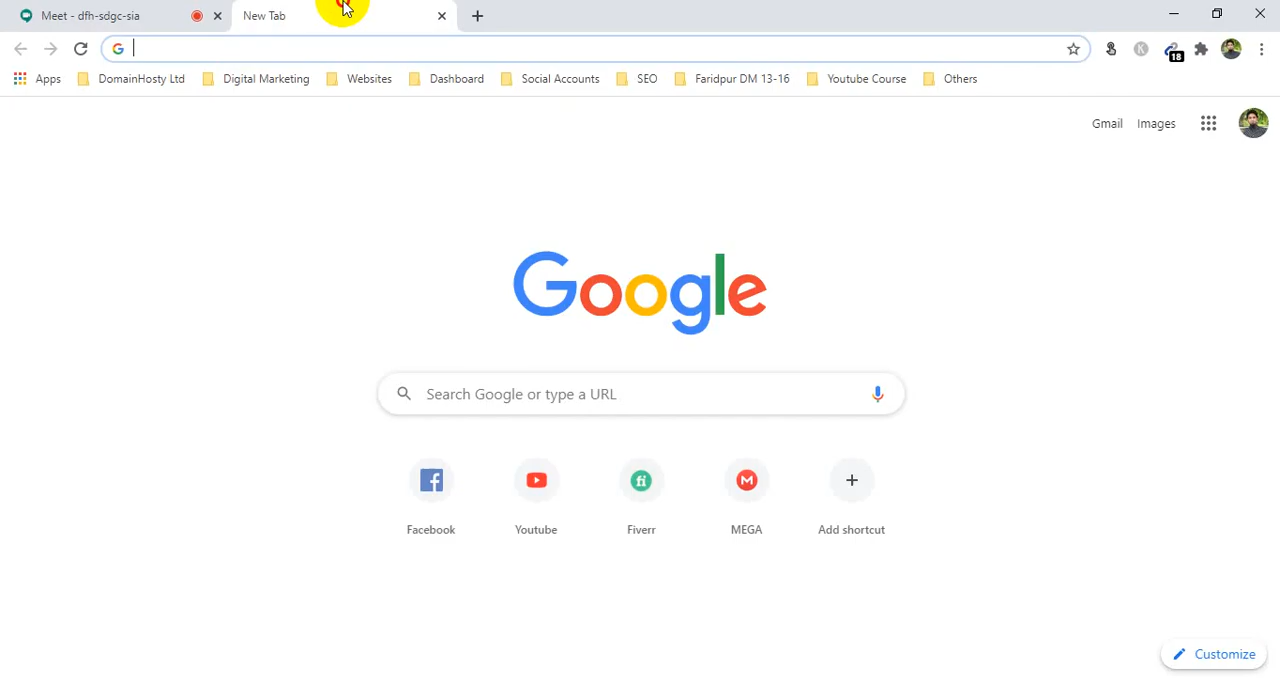 Meet - dfh-sdgc-sia
New Tab
18
Apps DomainHosty Ltd Digital Marketing Websites Dashboard Social Accounts SEO Faridpur DM 13-16 Youtube Course Others
Gmail Images
Google
Search Google or type a URL
Facebook Youtube Fiverr MEGA Add shortcut
Customize